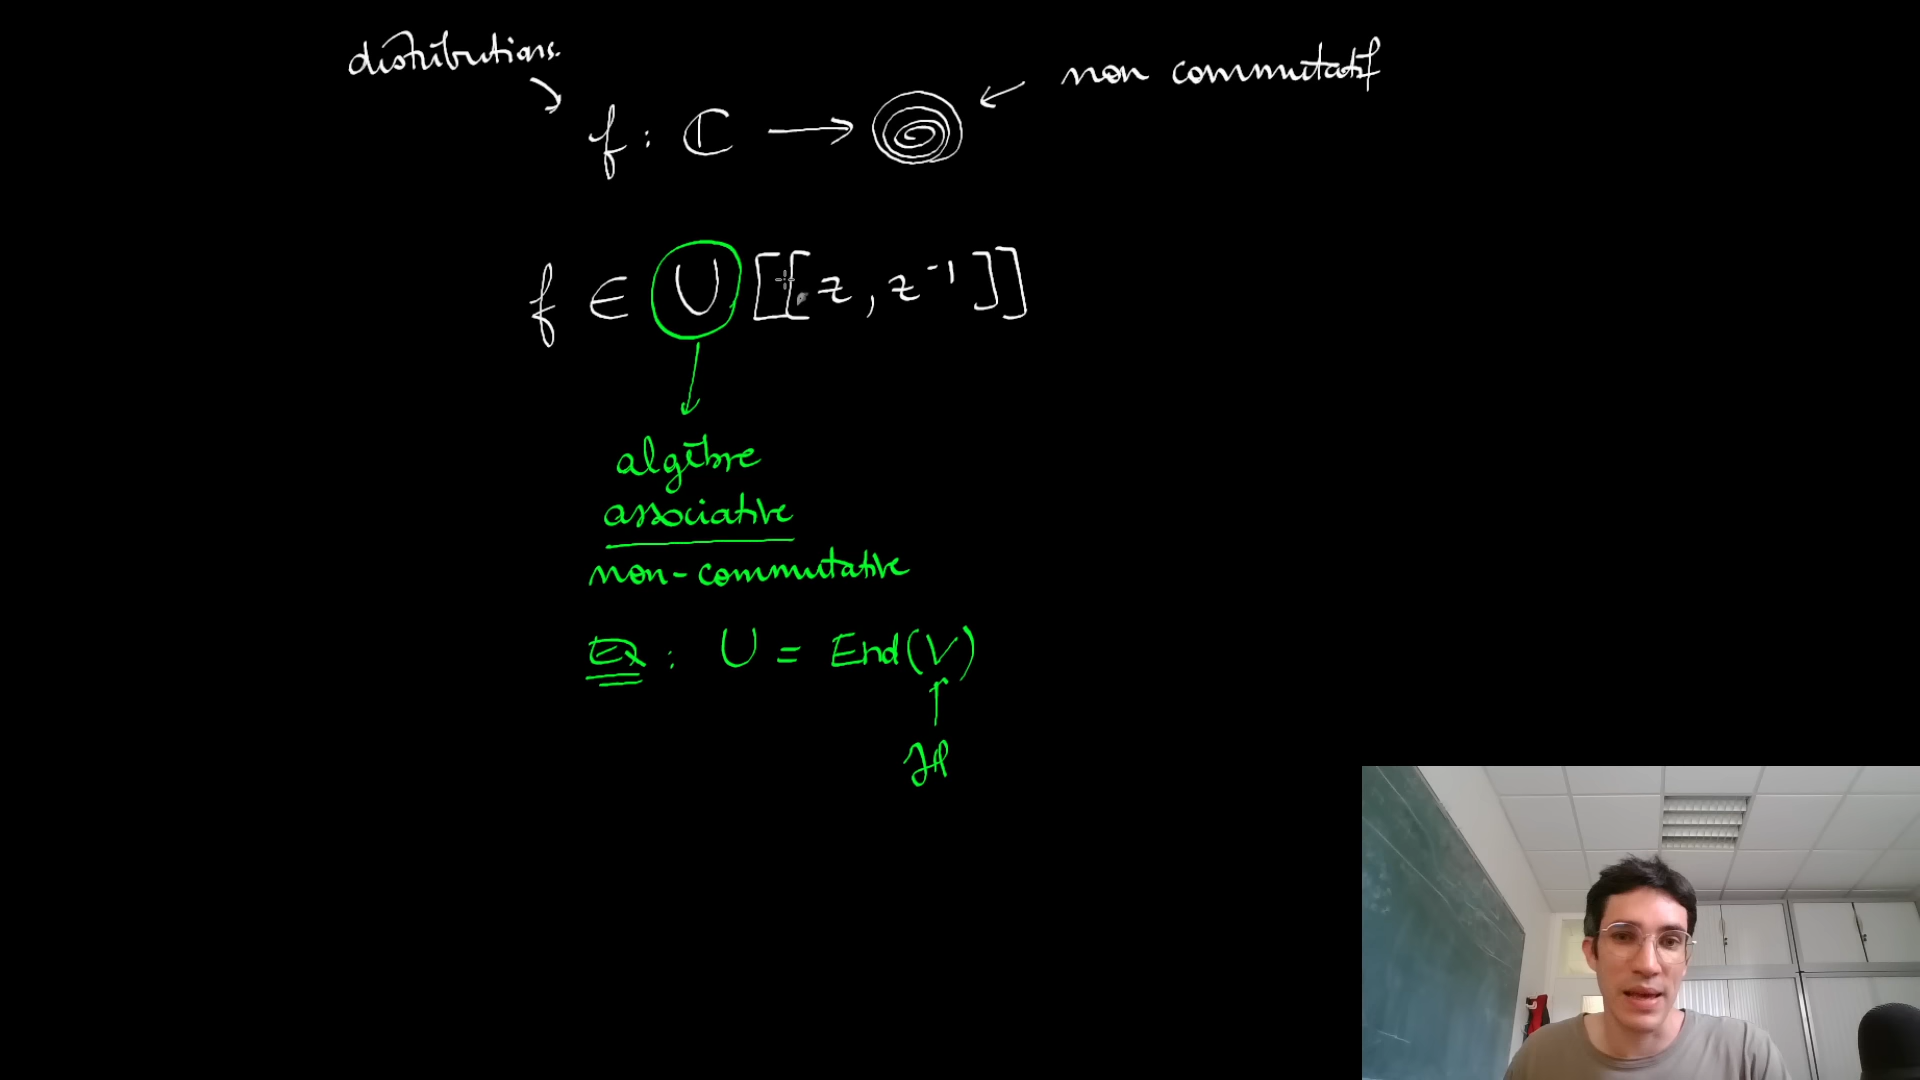 distributions
non commutatif
f : ℂ ⟶
f ∈ U [[z, z⁻¹]]
algèbre
associative
non-commutative
Ex : U = End(V)
ℋ